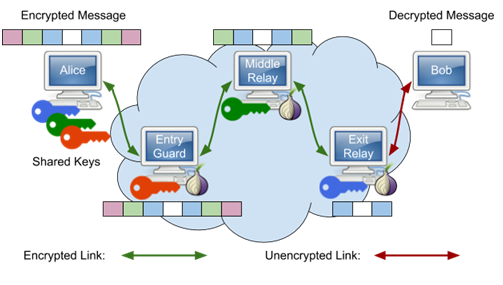 Encrypted Message
Decrypted Message
Alice
Middle
Relay
Bob
Shared Keys
Entry
Guard
Exit
Relay
Encrypted Link:
Unencrypted Link: